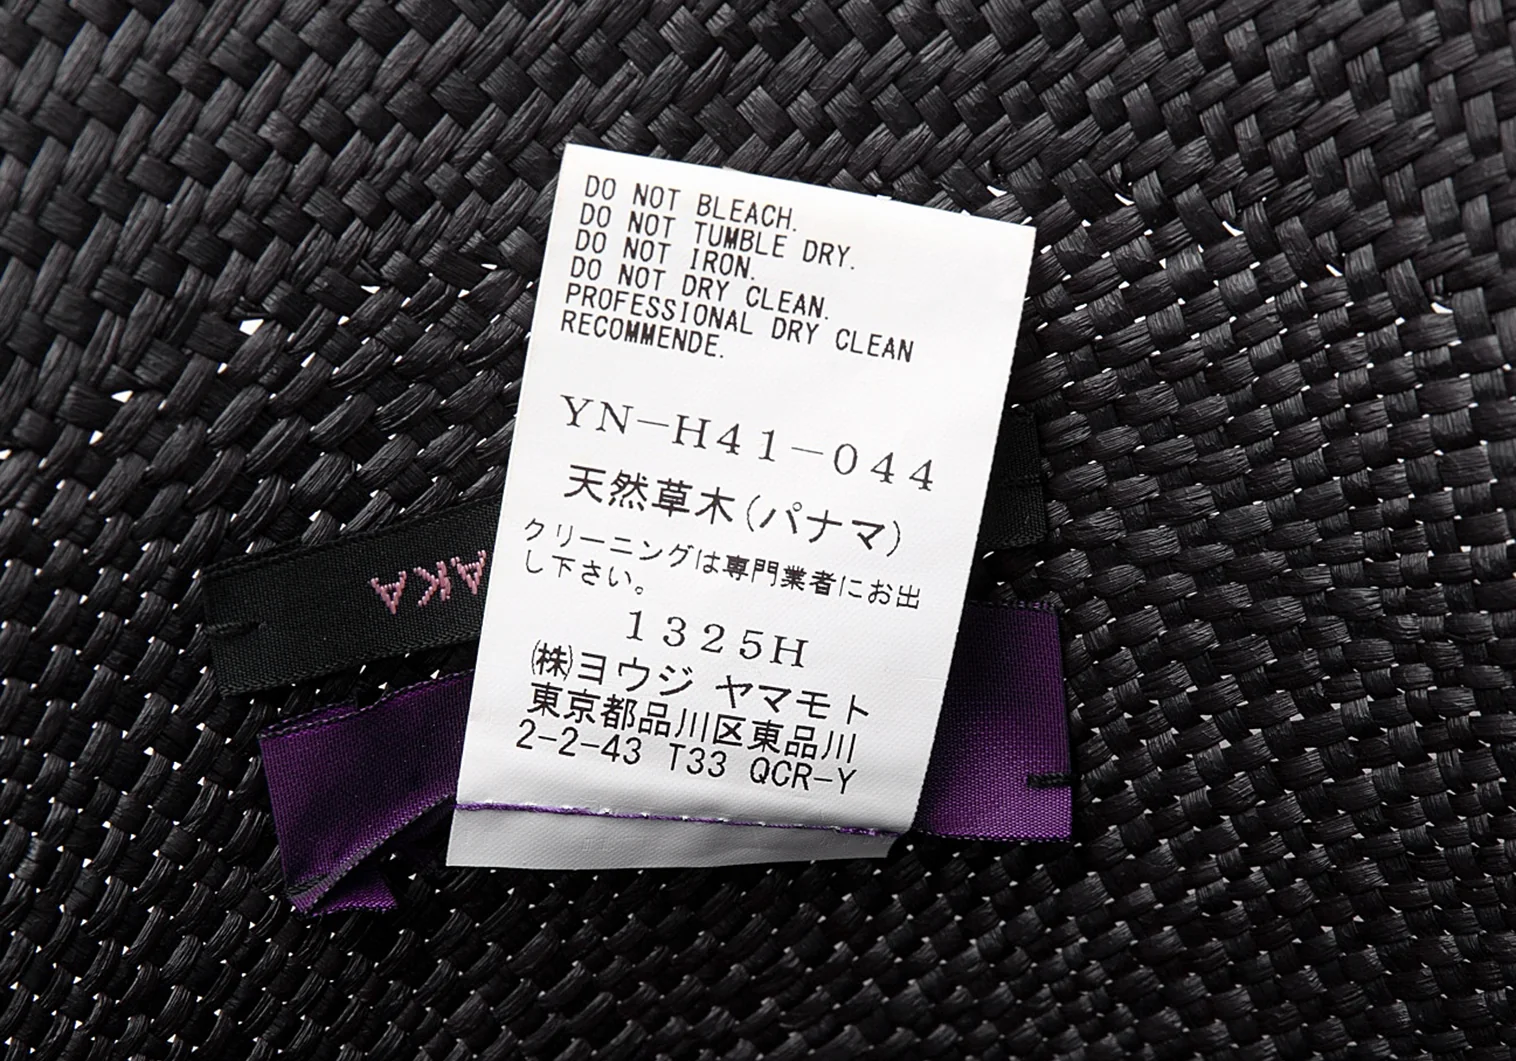 DO NOT BLEACH.
DO NOT TUMBLE DRY.
DO NOT IRON.
DO NOT DRY CLEAN.
PROFESSIONAL DRY CLEAN
RECOMMENDE.
YN-H41-044
天然草木(パナマ)
クリーニングは専門業者にお出
し下さい。
1325H
㈱ヨウジ ヤマモト
東京都品川区東品川
2-2-43 T33 QCR-Y